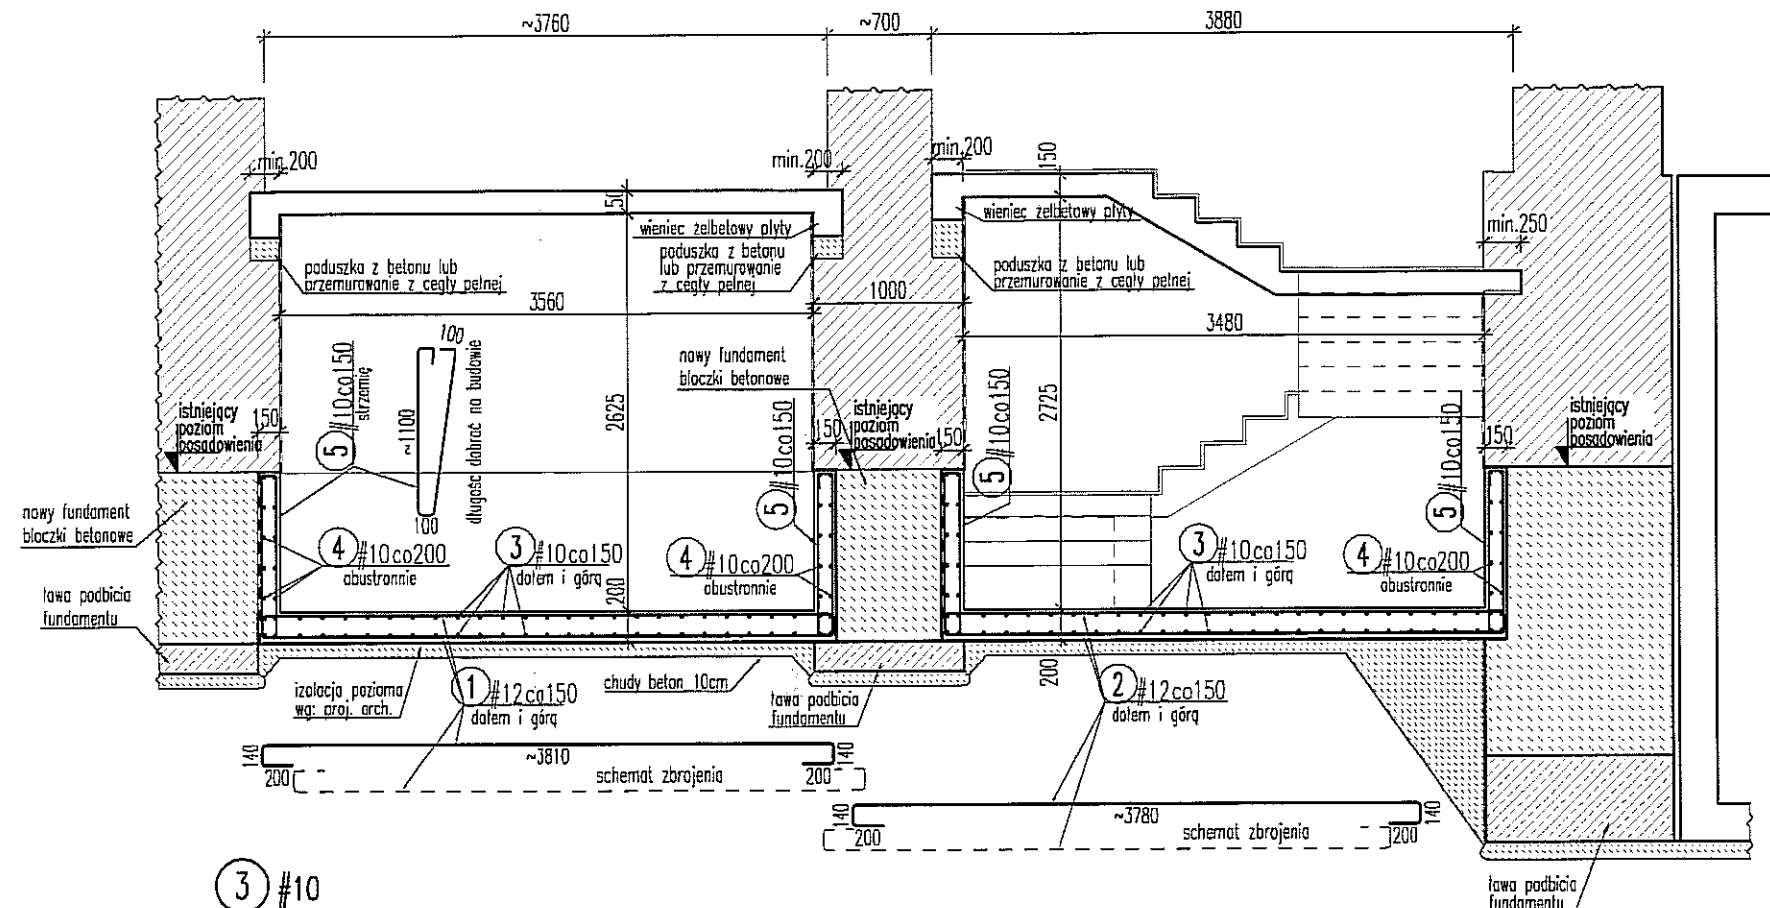 ~3760
~700
3880
min.200
min.200
min.200
150
150
wieniec żelbetowy płyty
wieniec żelbetowy płyty
min.250
paduszka z betonu lub
przemurowanie z cegły pełnej
paduszka z betonu
lub przemurowanie
z cegły pełnej
paduszka z betonu lub
przemurowanie z cegły pełnej
3560
1000
3480
100
~1100
100
długość dobrać na budowie
5 #10co150
strzemię
2625
nowy fundament
bloczki betonowe
2725
istniejący
poziom
posadowienia
150
150
istniejący
poziom
posadowienia
150
5 #10co150
5 #10co150
5 #10co150
150
istniejący
poziom
posadowienia
nowy fundament
bloczki betonowe
4 #10co200
obustronnie
3 #10co150
dołem i górą
4 #10co200
obustronnie
3 #10co150
dołem i górą
4 #10co200
obustronnie
200
ława podbicia
fundamentu
izolacja pozioma
wg: proj. arch.
1 #12co150
dołem i górą
chudy beton 10cm
ława podbicia
fundamentu
200
2 #12co150
dołem i górą
140
~3810
140
200
schemat zbrojenia
200
140
~3780
140
200
schemat zbrojenia
200
3 #10
ława podbicia
fundamentu